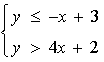 y ≤ −x + 3
y > 4x + 2